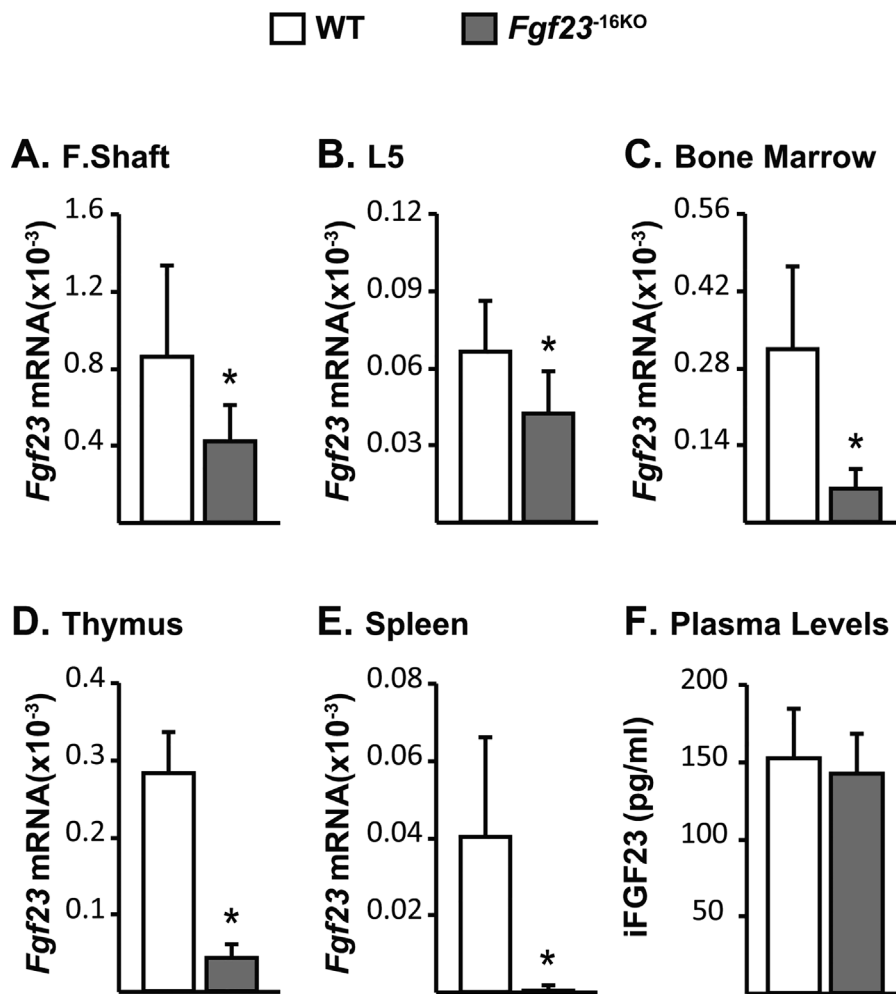 WT Fgf23-16KO
A. F.Shaft
Fgf23 mRNA(x10-3)
1.6
1.2
0.8
0.4
*
B. L5
Fgf23 mRNA(x10-3)
0.12
0.09
0.06
0.03
*
C. Bone Marrow
Fgf23 mRNA(x10-3)
0.56
0.42
0.28
0.14
*
D. Thymus
Fgf23 mRNA(x10-3)
0.4
0.3
0.2
0.1
*
E. Spleen
Fgf23 mRNA(x10-3)
0.08
0.06
0.04
0.02
*
F. Plasma Levels
iFGF23 (pg/ml)
200
150
100
50